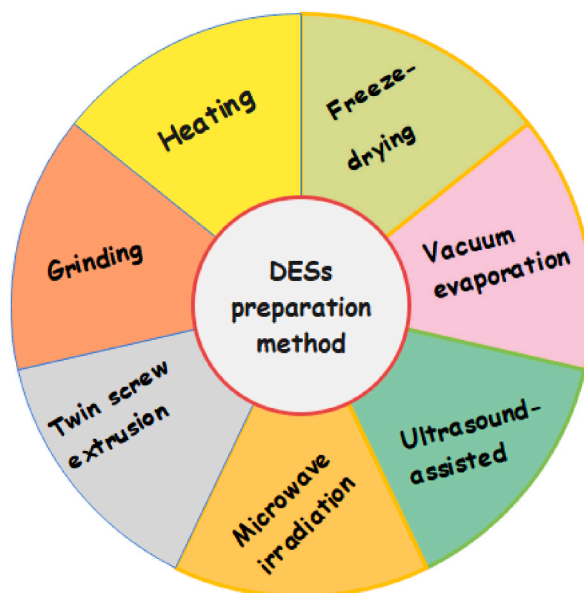 DESs
preparation
method
Freeze-
drying
Vacuum
evaporation
Ultrasound-
assisted
Microwave
irradiation
Twin screw
extrusion
Grinding
Heating